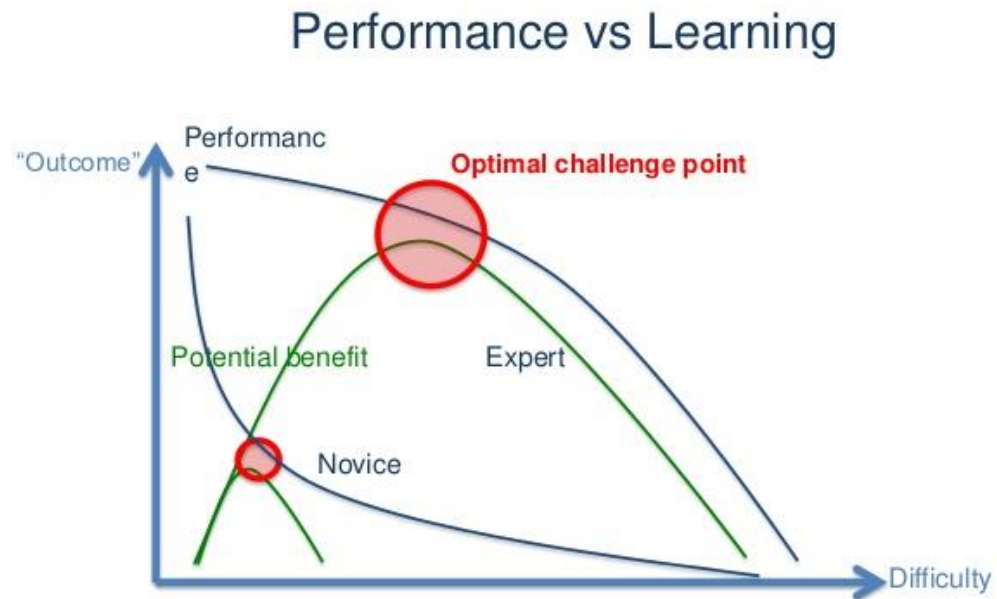 Performance vs Learning
Performanc
e
“Outcome”
Optimal challenge point
Potential benefit
Expert
Novice
Difficulty